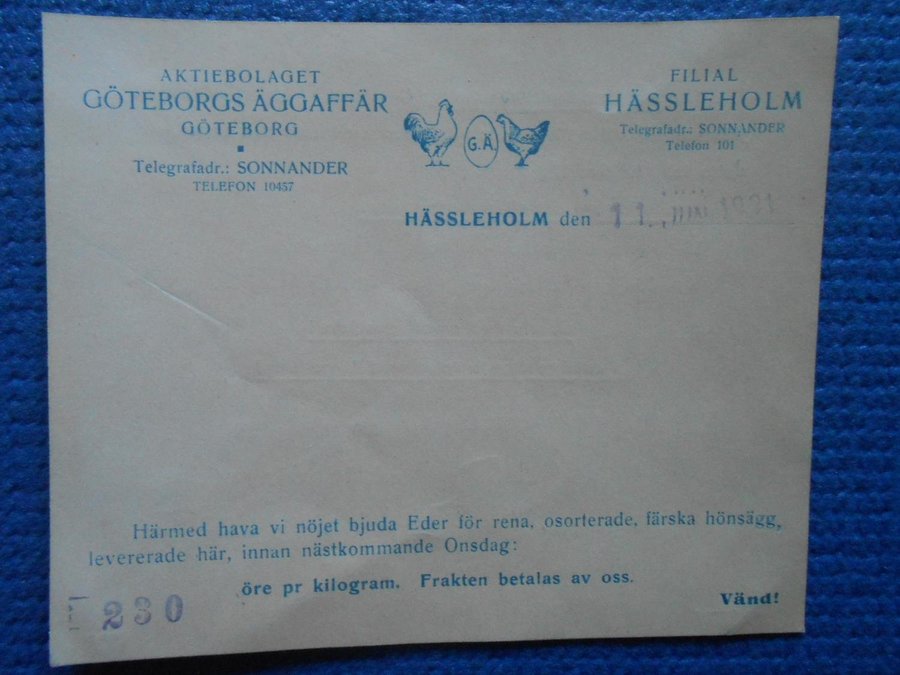 AKTIEBOLAGET
GÖTEBORGS ÄGGAFFÄR
GÖTEBORG
Telegrafadr.: SONNANDER
TELEFON 10457
G.Ä.
FILIAL
HÄSSLEHOLM
Telegrafadr.: SONNANDER
Telefon 101
HÄSSLEHOLM den 11. JUN 1921
Härmed hava vi nöjet bjuda Eder för rena, osorterade, färska hönsägg,
levererade här, innan nästkommande Onsdag:
öre pr kilogram. Frakten betalas av oss.
230
Vänd!